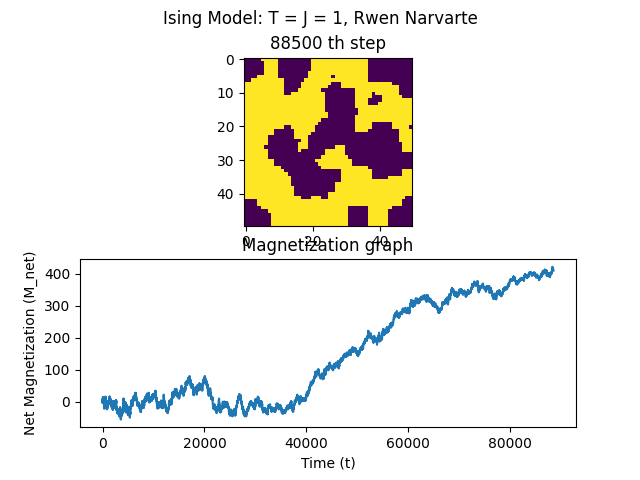 Ising Model: T = J = 1, Rwen Narvarte
88500 th step
0
10
20
30
40
0 20 40
Magnetization graph
Net Magnetization (M_net)
400
300
200
100
0
0 20000 40000 60000 80000
Time (t)